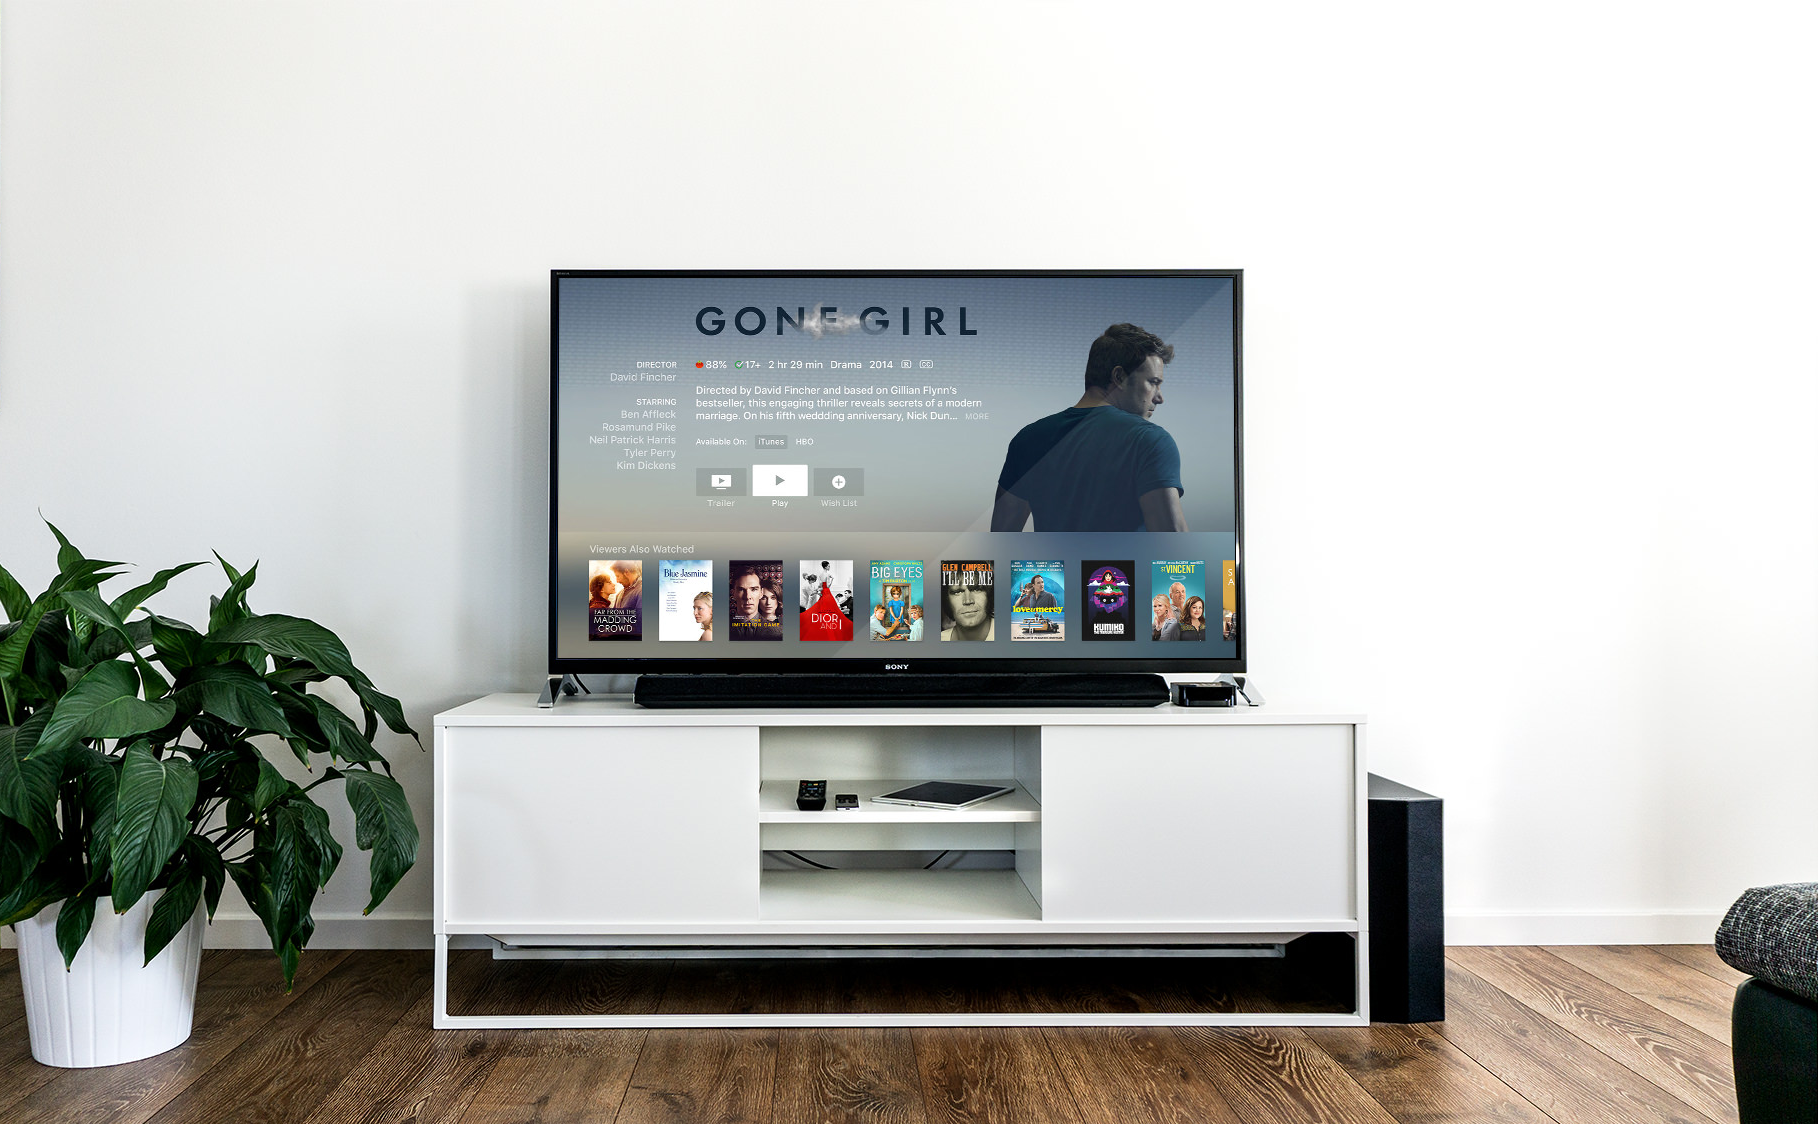 GONE GIRL
DIRECTOR
David Fincher
STARRING
Ben Affleck
Rosamund Pike
Neil Patrick Harris
Tyler Perry
Kim Dickens
88% 17+ 2 hr 29 min Drama 2014 R CC
Directed by David Fincher and based on Gillian Flynn's
bestseller, this engaging thriller reveals secrets of a modern
marriage. On his fifth weddding anniversary, Nick Dun... MORE
Available On: iTunes HBO
Trailer Play Wish List
Viewers Also Watched
FAR FROM THE
MADDING
CROWD
Blue Jasmine
IMITATION GAME
DIOR
AND I
BIG EYES
GLEN CAMPBELL
I'LL BE ME
love & mercy
KUMIKO
ST. VINCENT
S
A
SONY